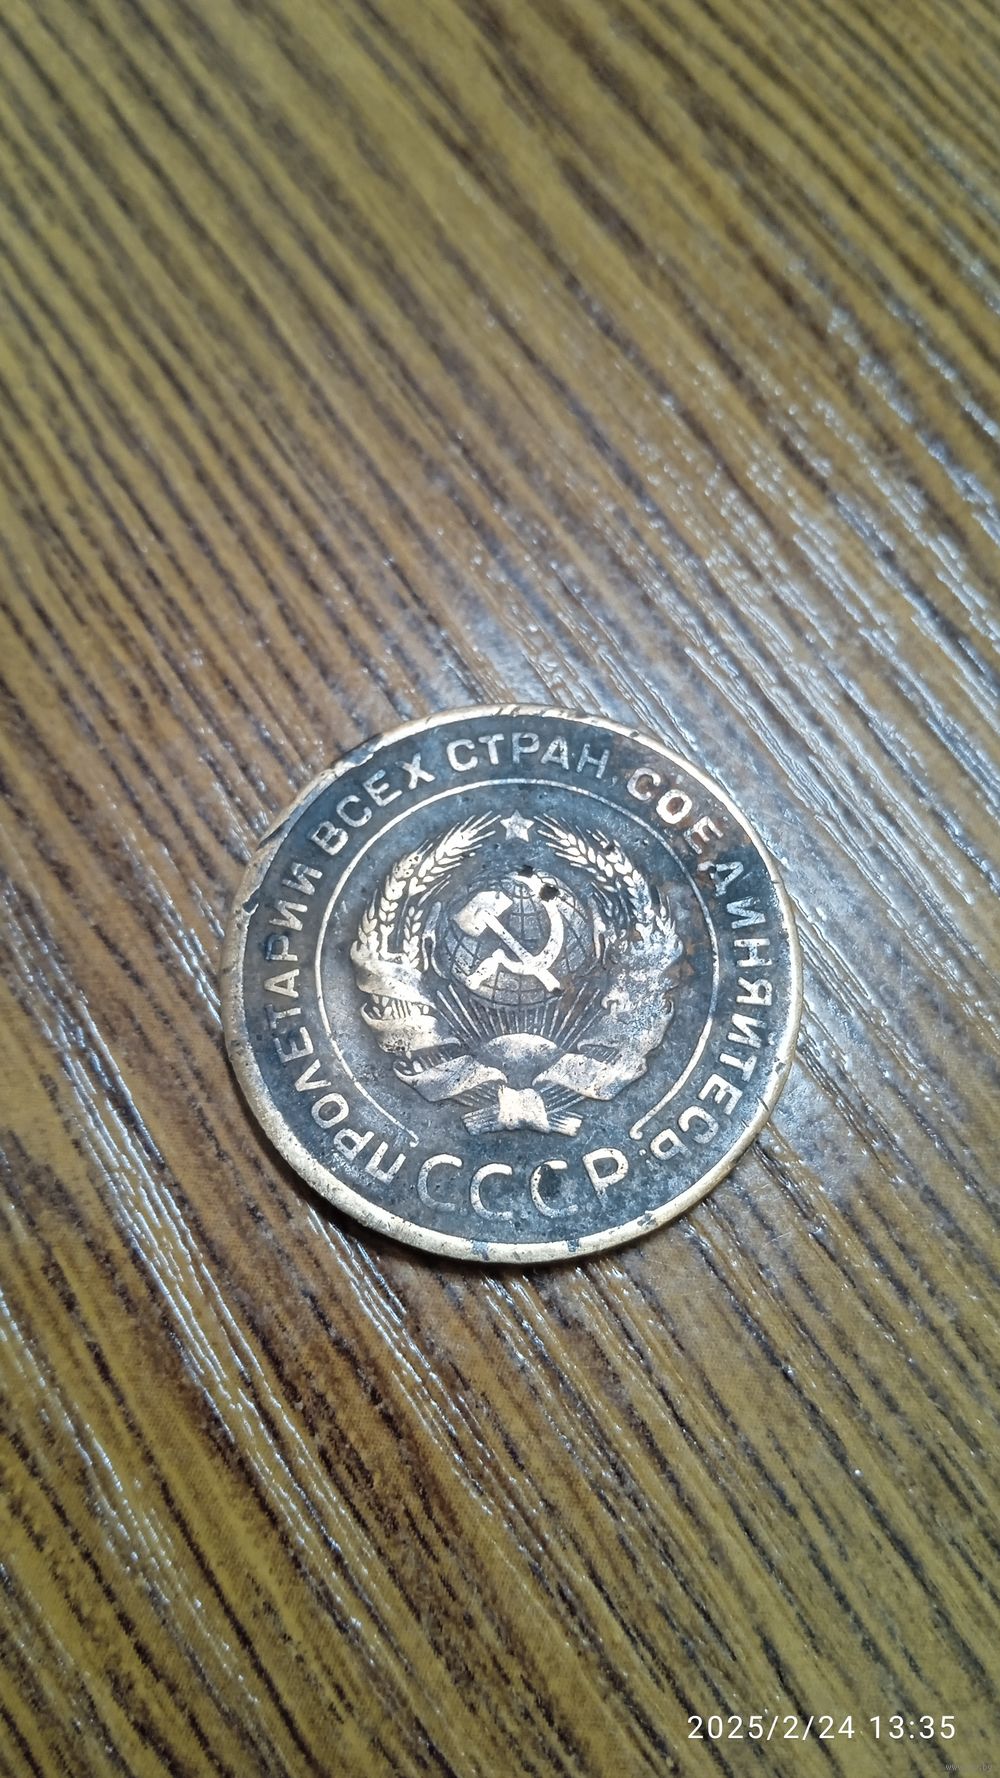 ПРОЛЕТАРИИ ВСЕХ СТРАН, СОЕДИНЯЙТЕСЬ!
СССР
2025/2/24 13:35